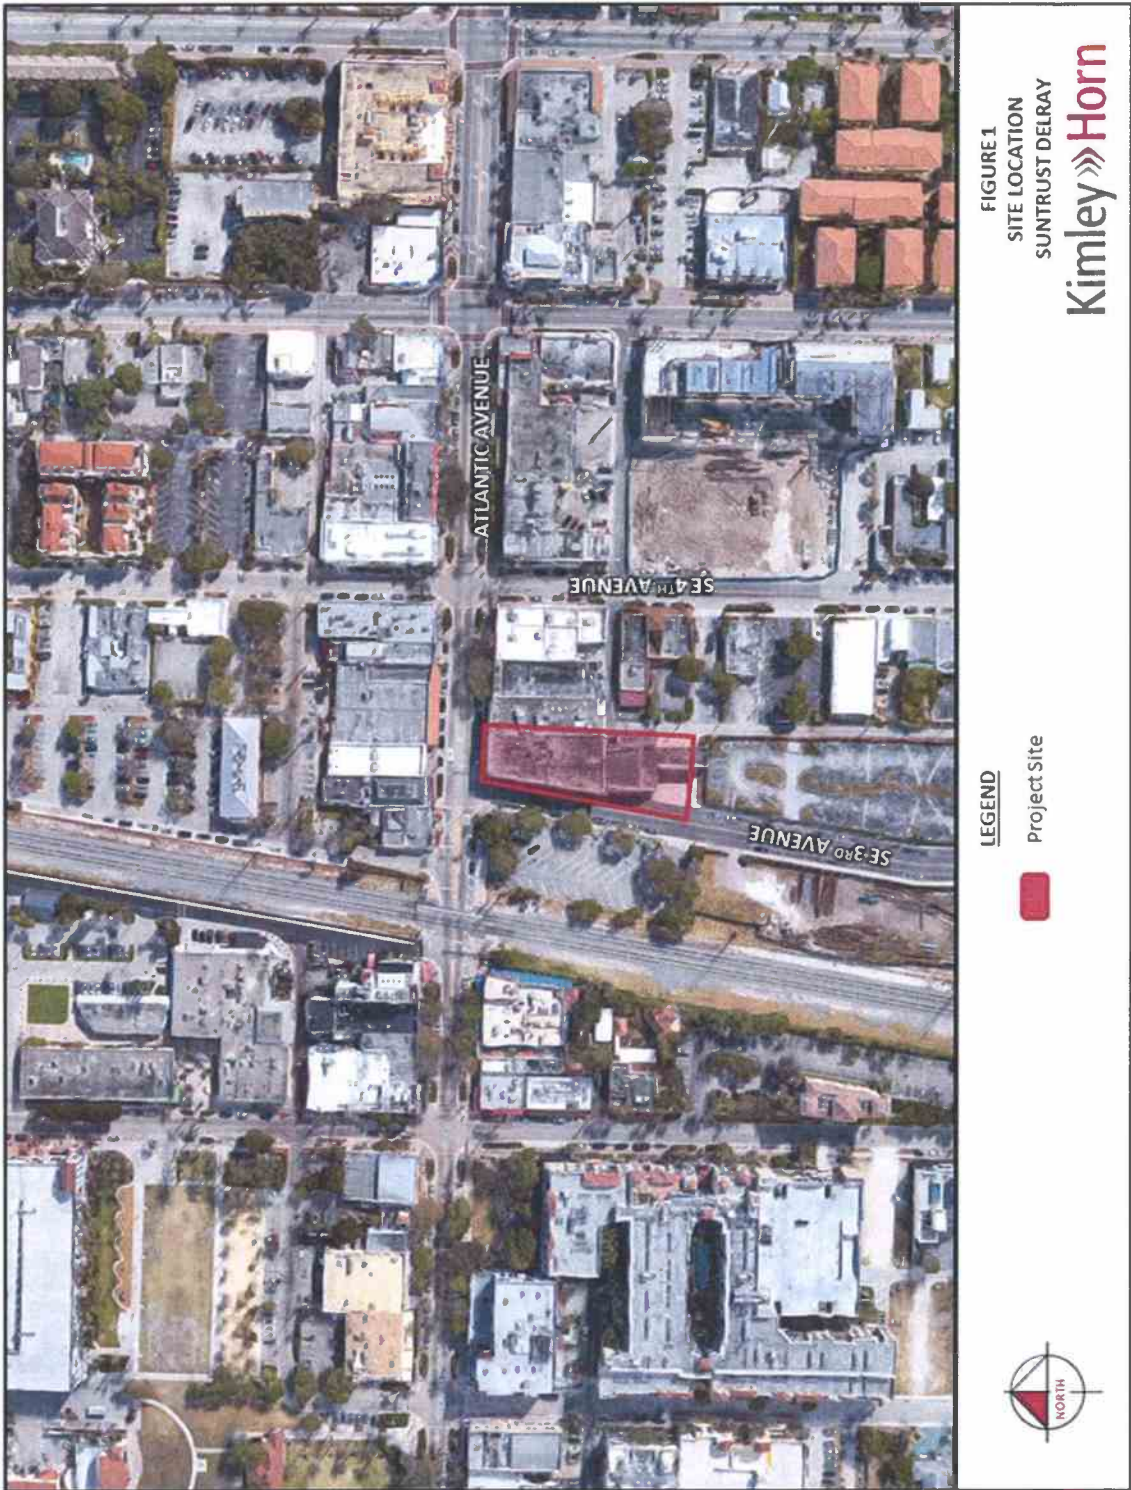 ATLANTIC AVENUE
SE 4TH AVENUE
SE 3RD AVENUE
NORTH
LEGEND
Project Site
FIGURE 1
SITE LOCATION
SUNTRUST DELRAY
Kimley»Horn